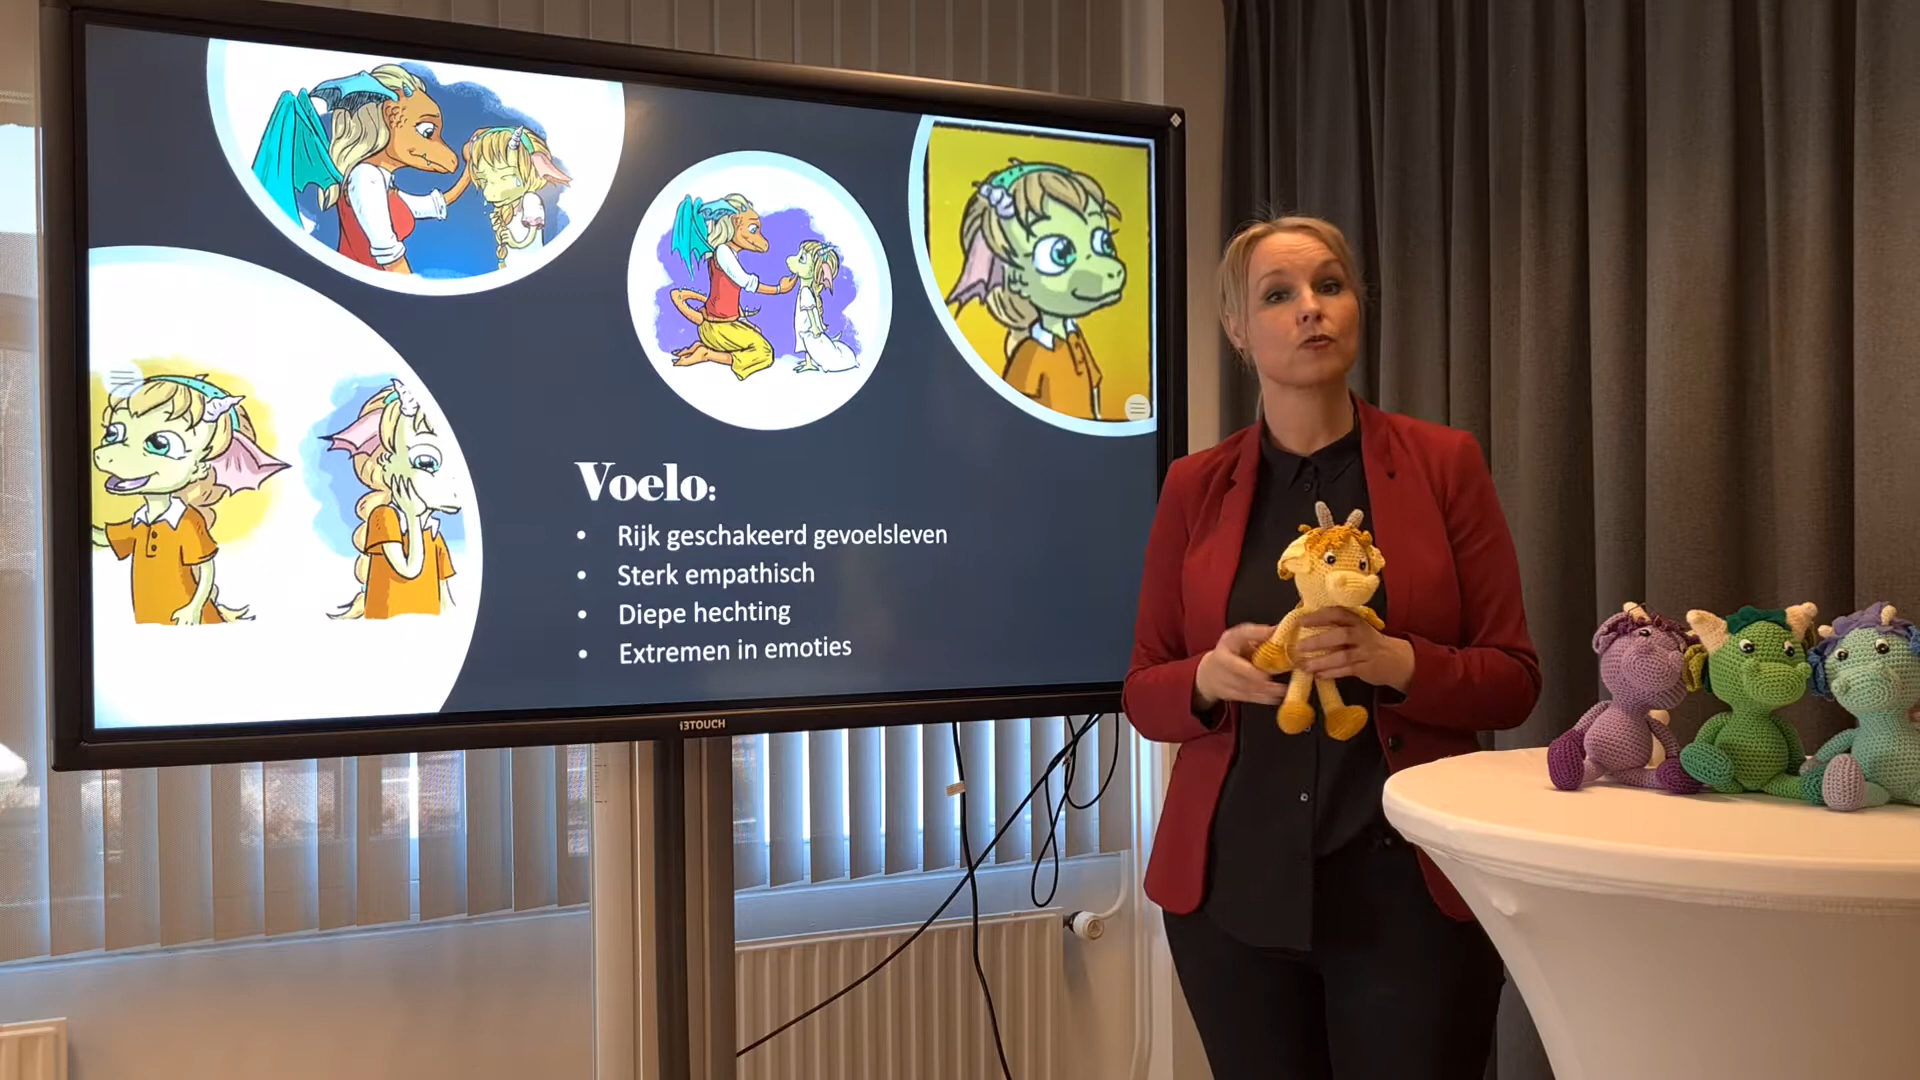 Voelo:
• Rijk geschakeerd gevoelsleven
• Sterk empathisch
• Diepe hechting
• Extremen in emoties
i3TOUCH